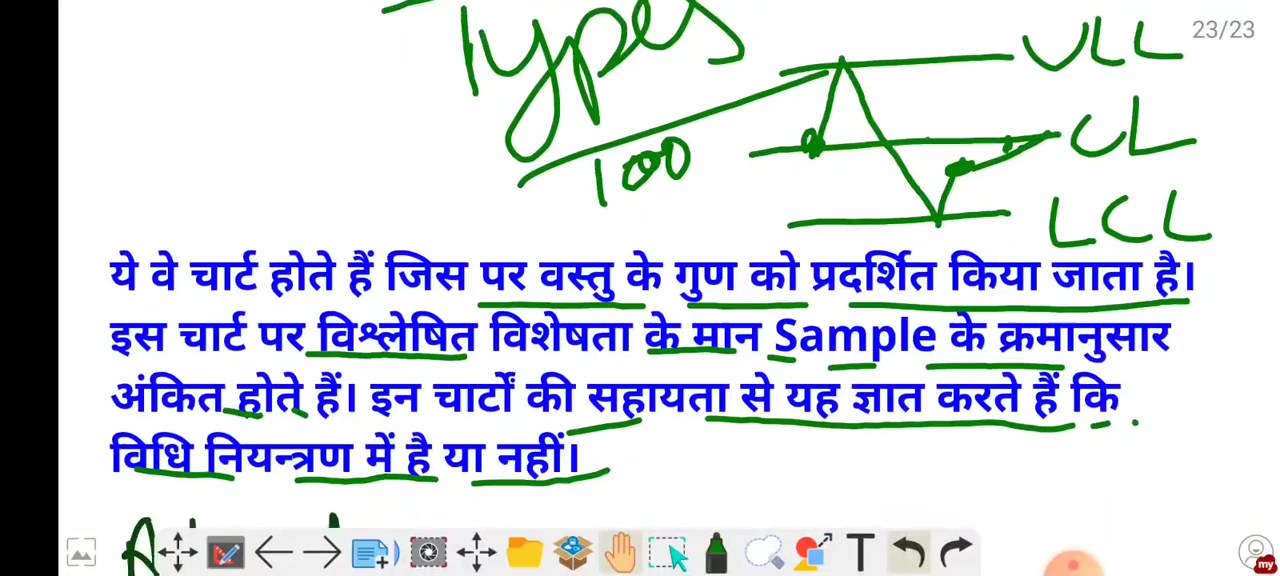 Types
23/23
UCL
CL
100
LCL
ये वे चार्ट होते हैं जिस पर वस्तु के गुण को प्रदर्शित किया जाता है।
इस चार्ट पर विश्लेषित विशेषता के मान Sample के क्रमानुसार
अंकित होते हैं। इन चार्टों की सहायता से यह ज्ञात करते हैं कि
विधि नियन्त्रण में है या नहीं।
T
my